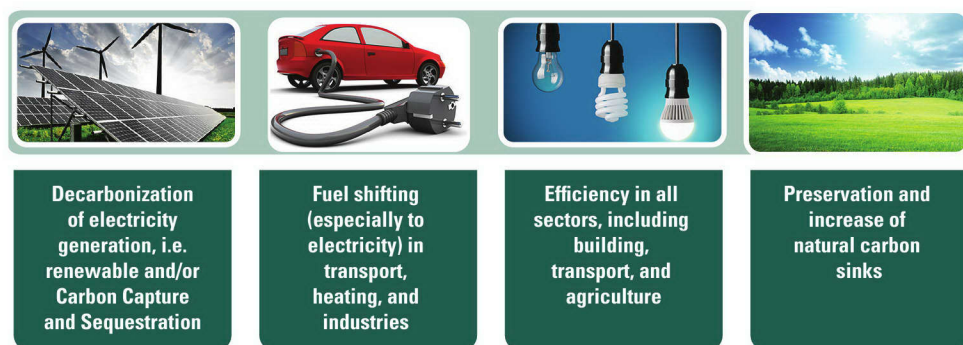 Decarbonization
of electricity
generation, i.e.
renewable and/or
Carbon Capture
and Sequestration
Fuel shifting
(especially to
electricity) in
transport,
heating, and
industries
Efficiency in all
sectors, including
building,
transport, and
agriculture
Preservation and
increase of
natural carbon
sinks